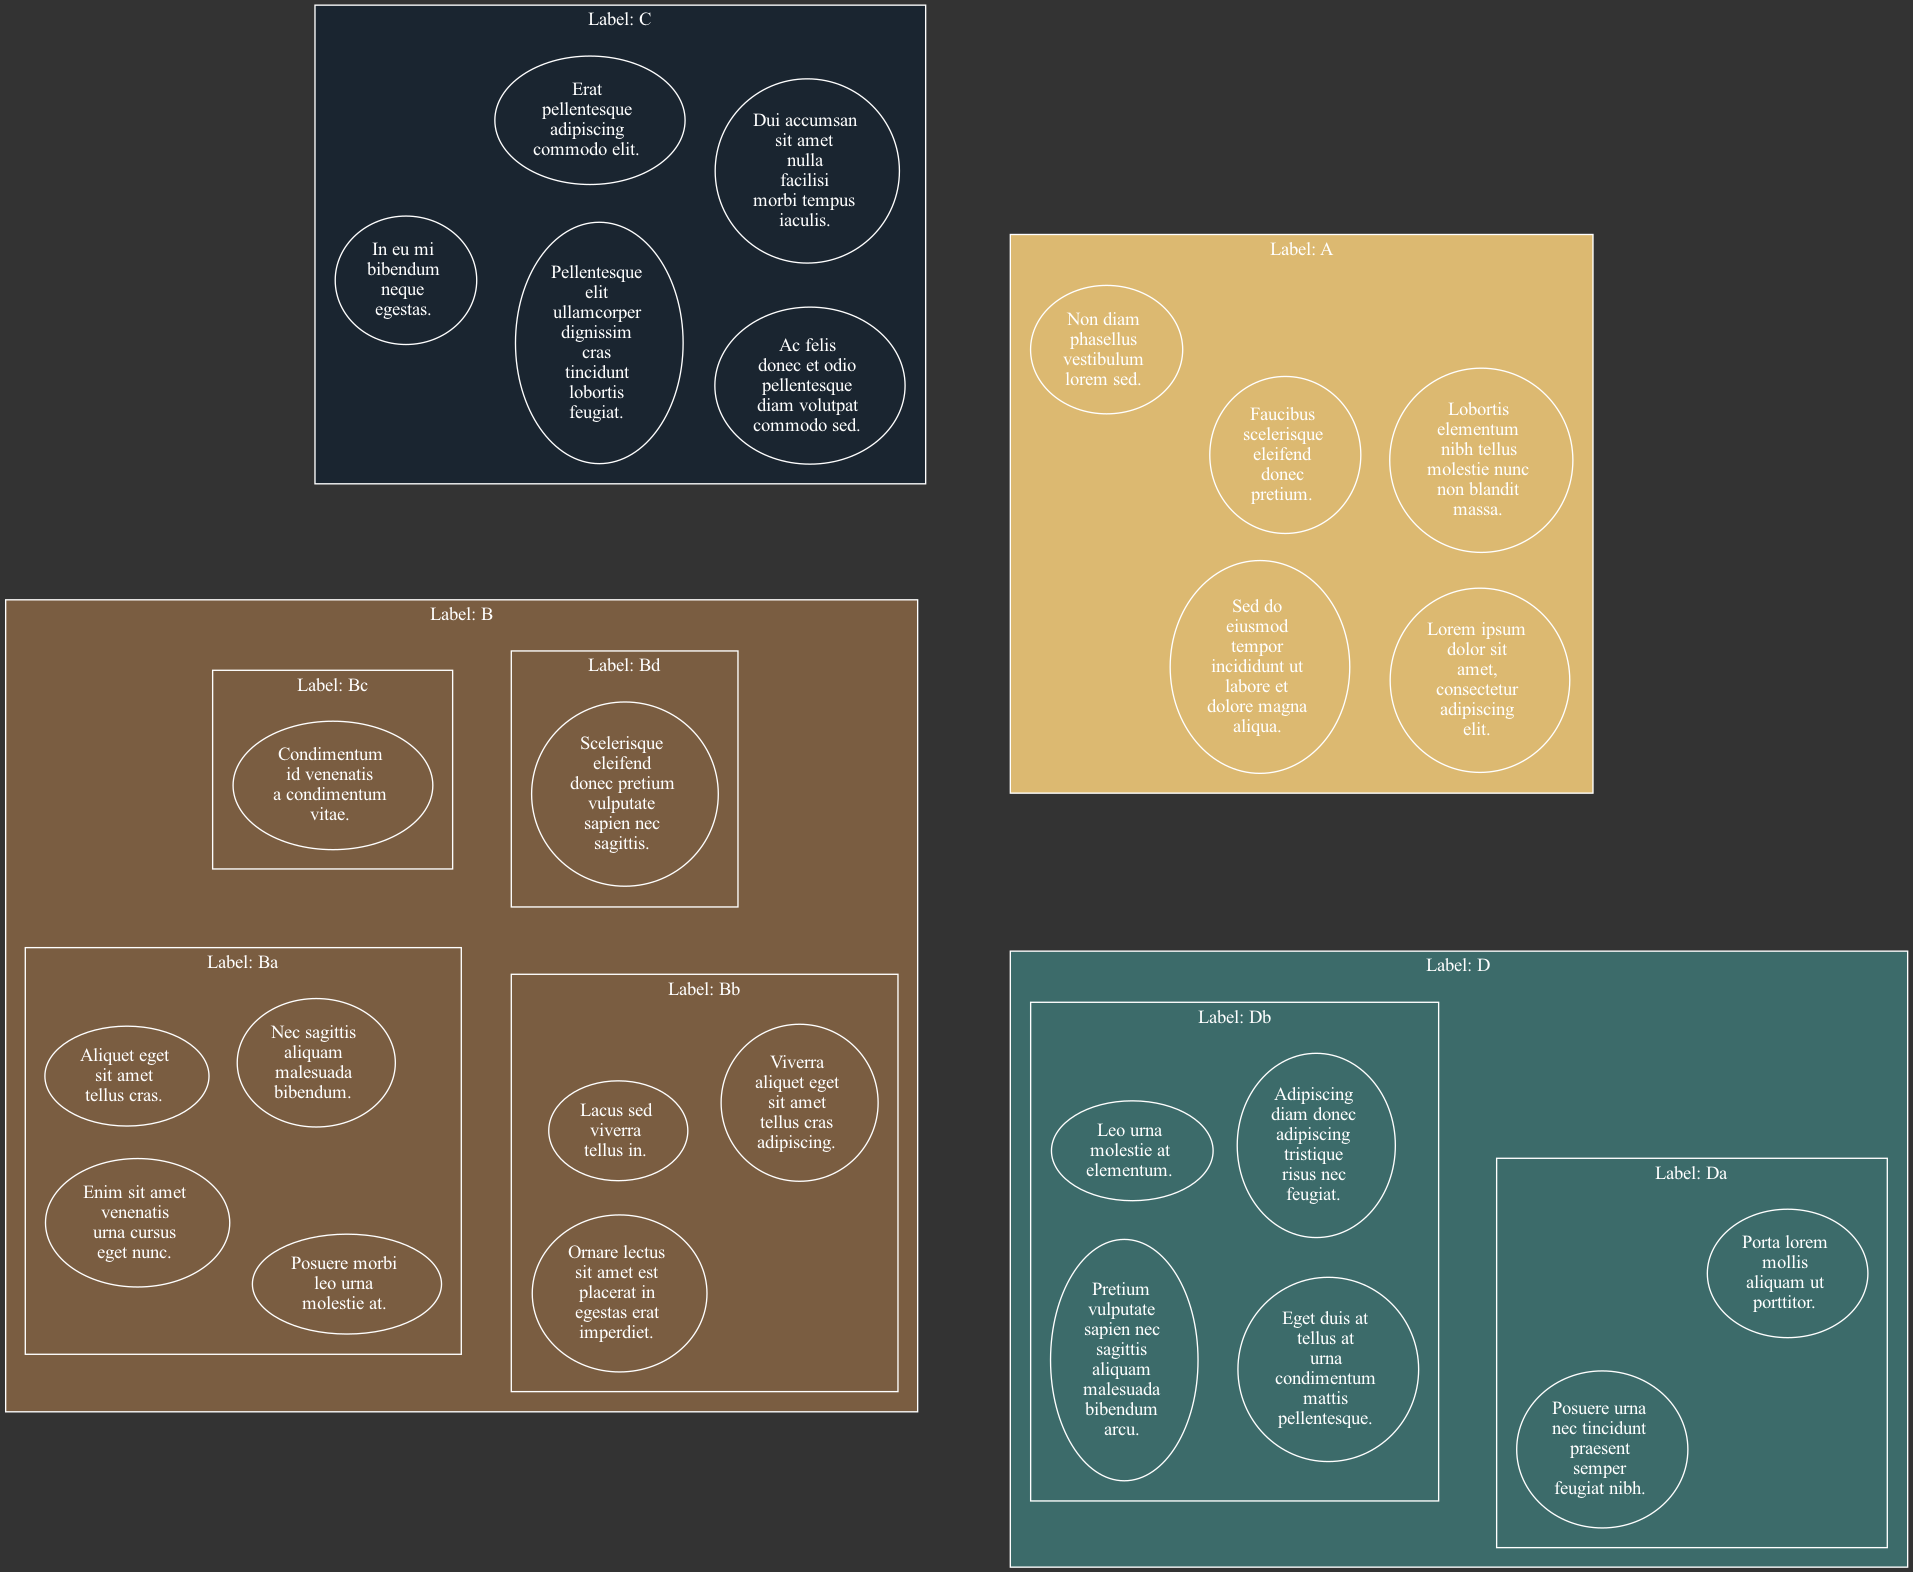 Label: C
Erat
pellentesque
adipiscing
commodo elit.
Dui accumsan
sit amet
nulla
facilisi
morbi tempus
iaculis.
In eu mi
bibendum
neque
egestas.
Pellentesque
elit
ullamcorper
dignissim
cras
tincidunt
lobortis
feugiat.
Ac felis
donec et odio
pellentesque
diam volutpat
commodo sed.
Label: A
Non diam
phasellus
vestibulum
lorem sed.
Faucibus
scelerisque
eleifend
donec
pretium.
Lobortis
elementum
nibh tellus
molestie nunc
non blandit
massa.
Sed do
eiusmod
tempor
incididunt ut
labore et
dolore magna
aliqua.
Lorem ipsum
dolor sit
amet,
consectetur
adipiscing
elit.
Label: B
Label: Bc
Condimentum
id venenatis
a condimentum
vitae.
Label: Bd
Scelerisque
eleifend
donec pretium
vulputate
sapien nec
sagittis.
Label: Ba
Aliquet eget
sit amet
tellus cras.
Nec sagittis
aliquam
malesuada
bibendum.
Enim sit amet
venenatis
urna cursus
eget nunc.
Posuere morbi
leo urna
molestie at.
Label: Bb
Lacus sed
viverra
tellus in.
Viverra
aliquet eget
sit amet
tellus cras
adipiscing.
Ornare lectus
sit amet est
placerat in
egestas erat
imperdiet.
Label: D
Label: Db
Leo urna
molestie at
elementum.
Adipiscing
diam donec
adipiscing
tristique
risus nec
feugiat.
Pretium
vulputate
sapien nec
sagittis
aliquam
malesuada
bibendum
arcu.
Eget duis at
tellus at
urna
condimentum
mattis
pellentesque.
Label: Da
Porta lorem
mollis
aliquam ut
porttitor.
Posuere urna
nec tincidunt
praesent
semper
feugiat nibh.